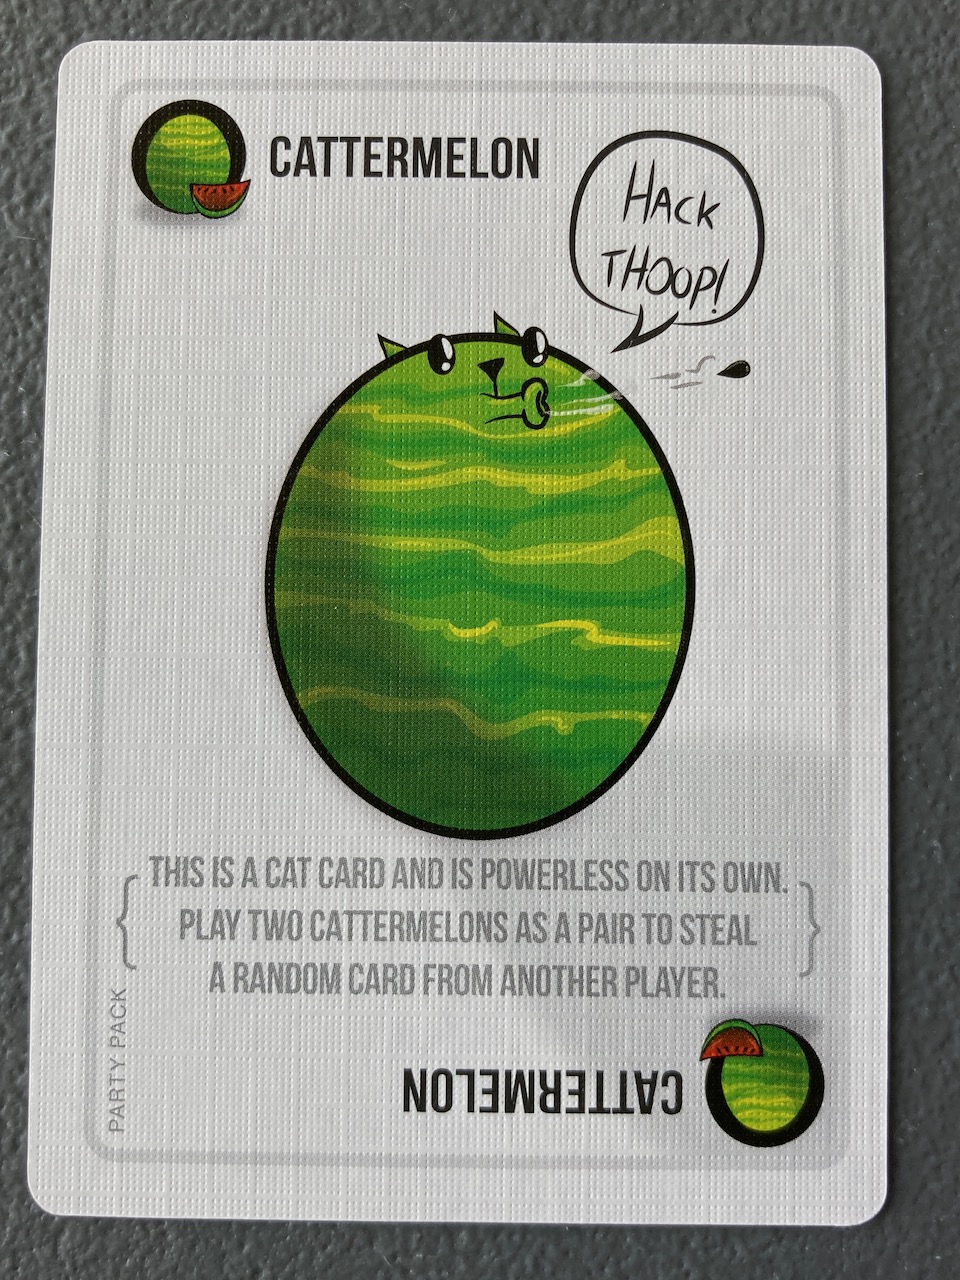 CATTERMELON
HACK
THOOP!
THIS IS A CAT CARD AND IS POWERLESS ON ITS OWN.
PLAY TWO CATTERMELONS AS A PAIR TO STEAL
A RANDOM CARD FROM ANOTHER PLAYER.
PARTY PACK
CATTERMELON